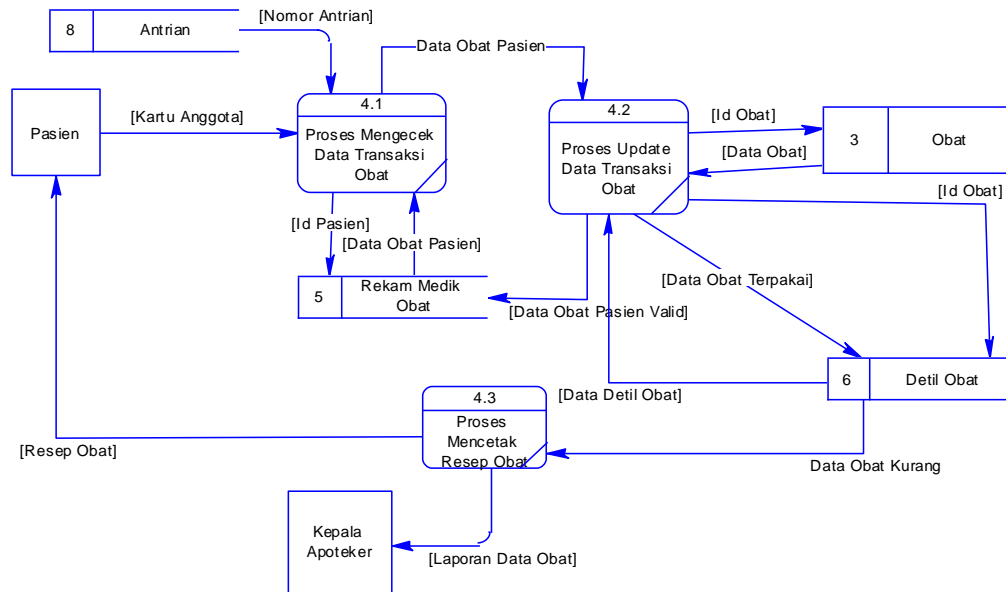 [Nomor Antrian]
8
Antrian
Data Obat Pasien
4.1
Proses Mengecek
Data Transaksi
Obat
4.2
Proses Update
Data Transaksi
Obat
[Id Obat]
3
Obat
[Data Obat]
[Id Obat]
Pasien
[Kartu Anggota]
[Id Pasien]
[Data Obat Pasien]
5
Rekam Medik
Obat
[Data Obat Terpakai]
[Data Obat Pasien Valid]
6
Detil Obat
[Data Detil Obat]
4.3
Proses
Mencetak
Resep Obat
[Resep Obat]
Data Obat Kurang
Kepala
Apoteker
[Laporan Data Obat]